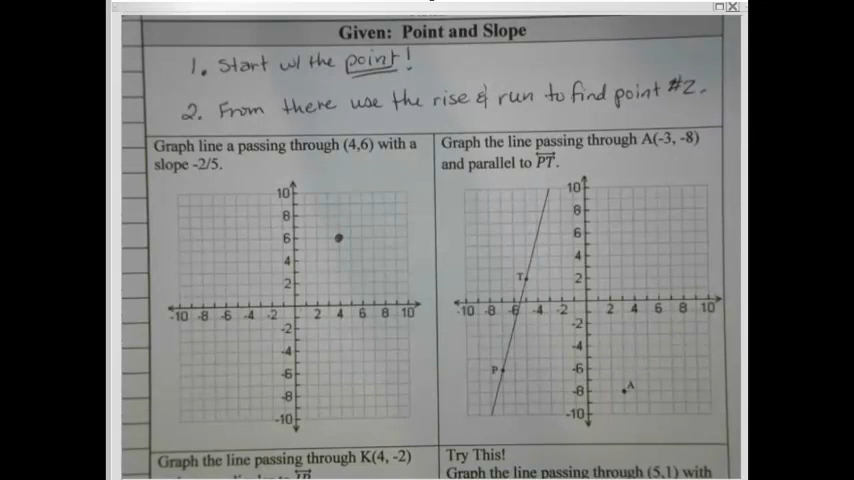 Given: Point and Slope
1. Start w/ the point!
2. From there use the rise & run to find point #2.
Graph line a passing through (4,6) with a
slope -2/5.
10
8
6
4
2
-10 -8 -6 -4 -2 2 4 6 8 10
-2
-4
-6
-8
-10
Graph the line passing through A(-3, -8)
and parallel to PT.
10
8
6
4
T 2
-10 -8 -6 -4 -2 2 4 6 8 10
-2
-4
P -6
-8 A
-10
Graph the line passing through K(4, -2)
Try This!
Graph the line passing through (5,1) with